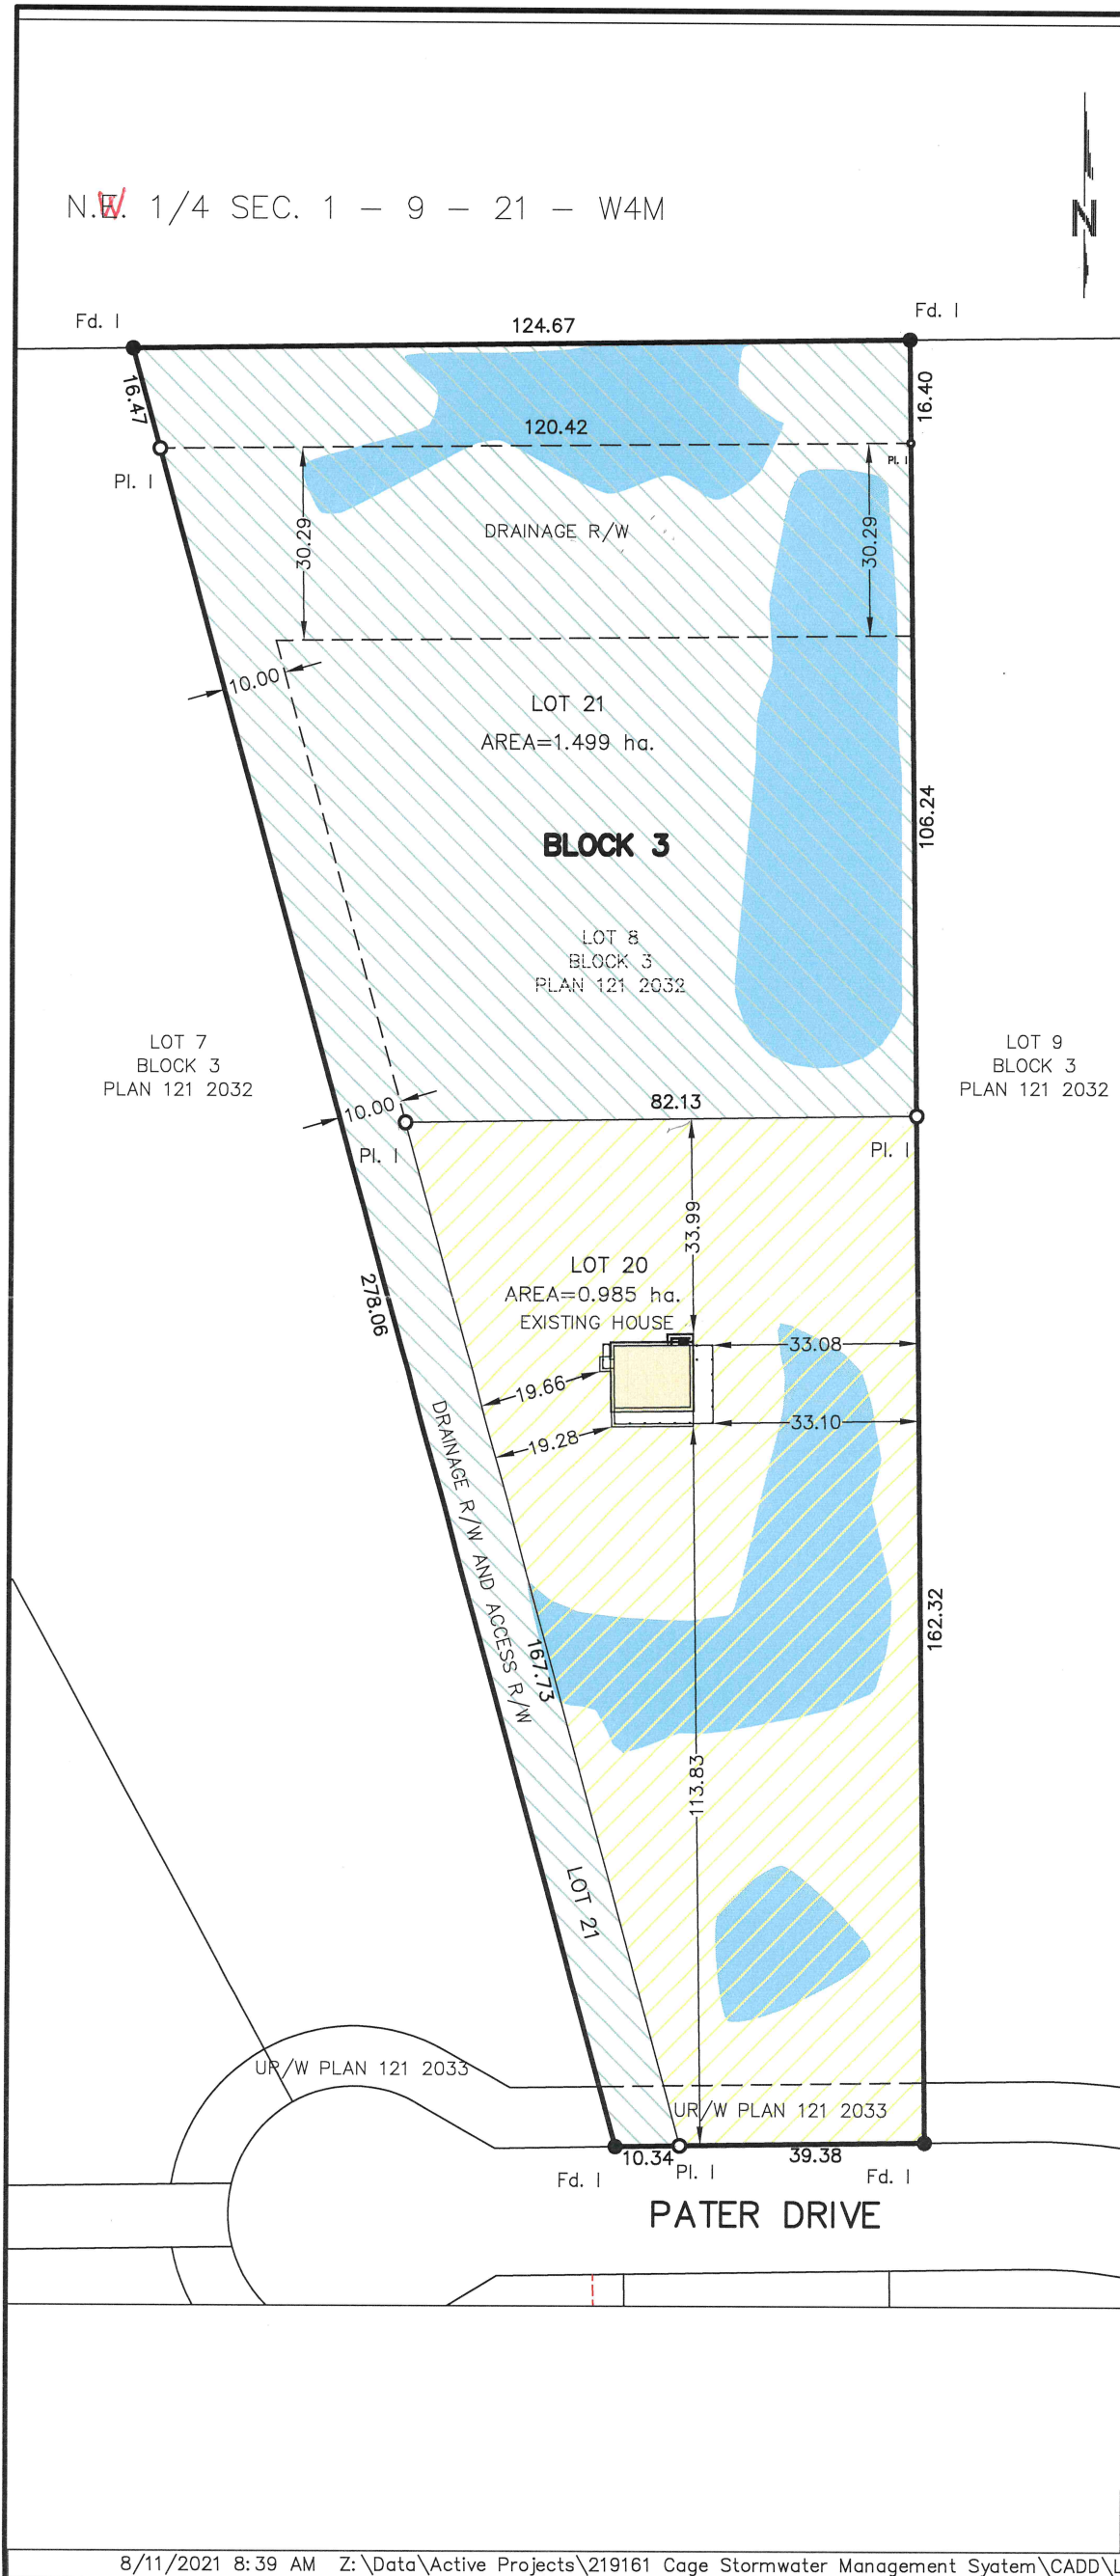 N.W. 1/4 SEC. 1 - 9 - 21 - W4M
N
Fd. I
124.67
Fd. I
16.47
16.40
120.42
Pl. I
Pl. I
30.29
30.29
DRAINAGE R/W
10.00
LOT 21
AREA=1.499 ha.
106.24
BLOCK 3
LOT 8
BLOCK 3
PLAN 121 2032
LOT 7
BLOCK 3
PLAN 121 2032
LOT 9
BLOCK 3
PLAN 121 2032
10.00
82.13
Pl. I
Pl. I
33.99
LOT 20
AREA=0.985 ha.
EXISTING HOUSE
278.06
33.08
19.66
33.10
19.28
DRAINAGE R/W AND ACCESS R/W
167.73
162.32
113.83
LOT 21
UR/W PLAN 121 2033
UR/W PLAN 121 2033
10.34
39.38
Fd. I
Pl. I
Fd. I
PATER DRIVE
8/11/2021 8:39 AM Z:\Data\Active Projects\219161 Cage Stormwater Management Sayatem\CADD\